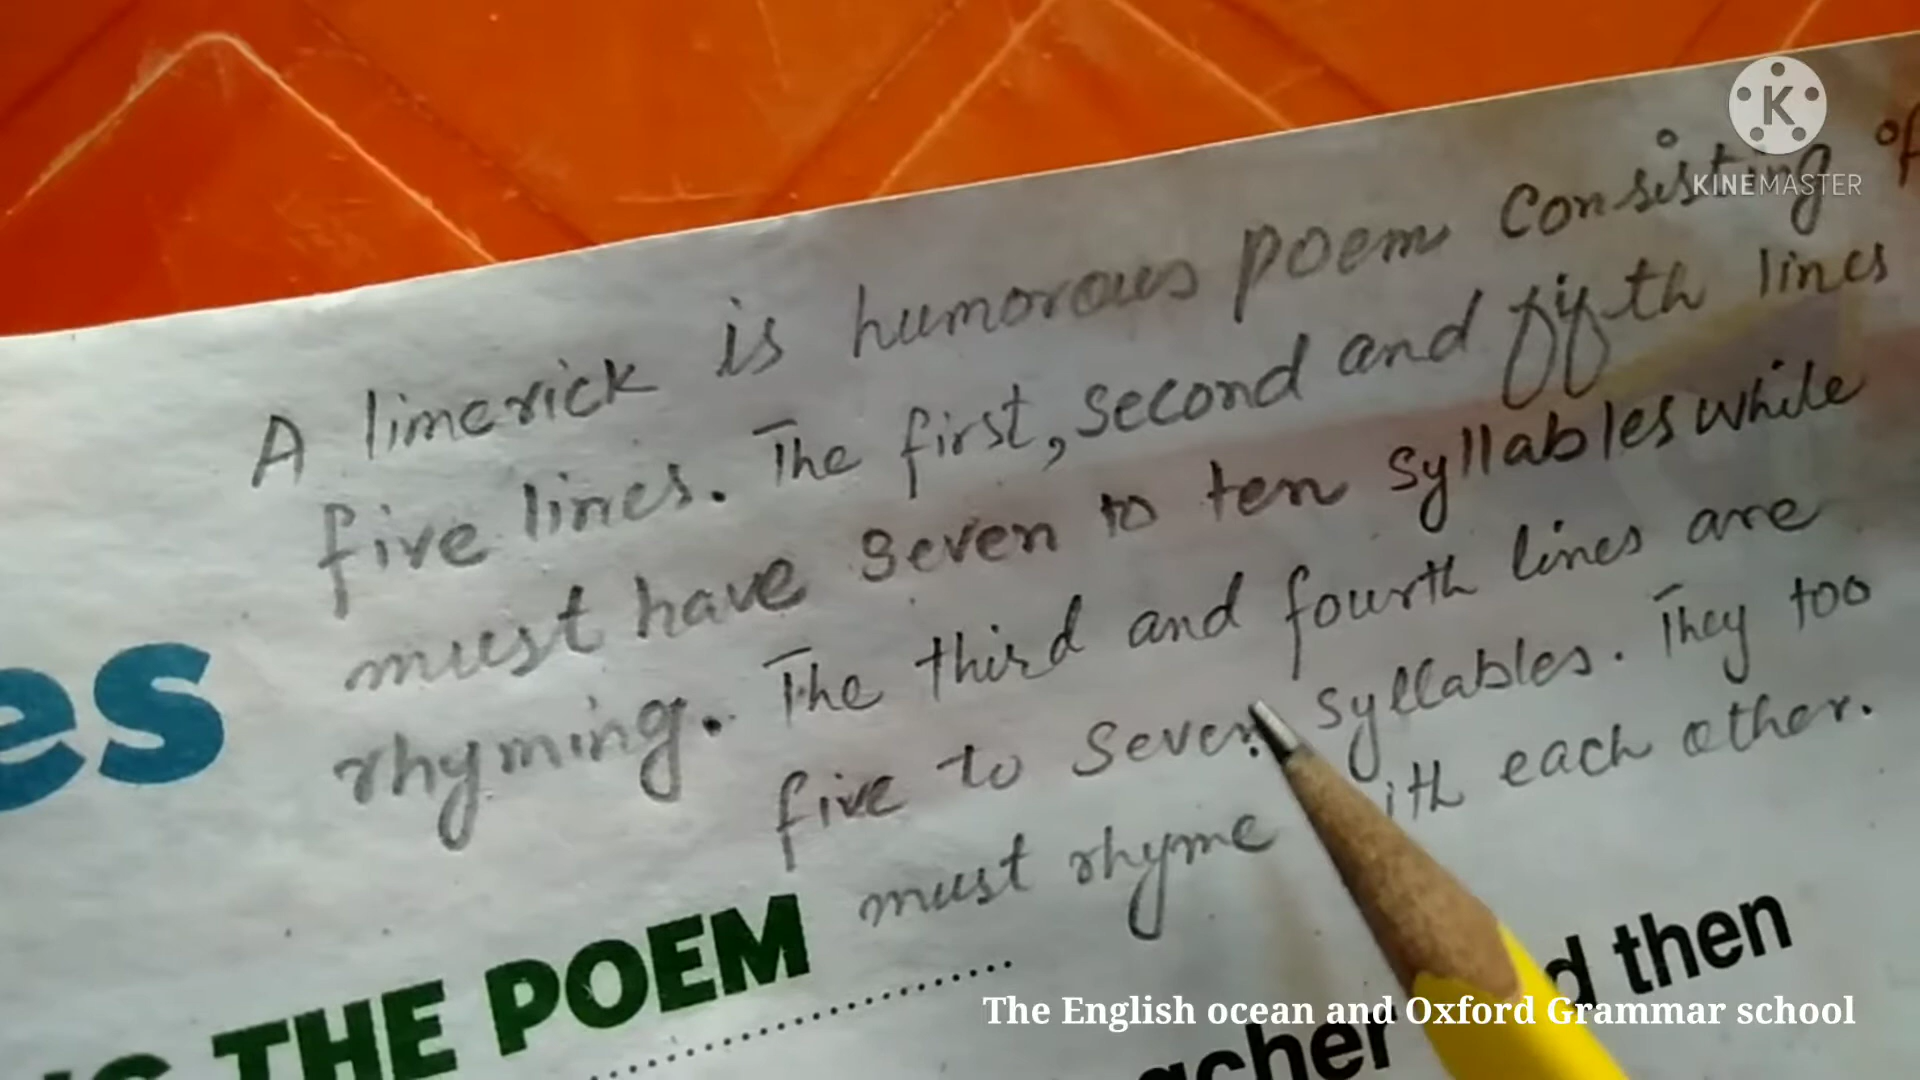 KINEMASTER
A limerick is humorous poem consisting of
five lines. The first, second and fifth lines
must have seven to ten syllables while
rhyming. The third and fourth lines are
five to seven syllables. They too
must rhyme ith each other.
es
THE POEM
d then
acher
The English ocean and Oxford Grammar school